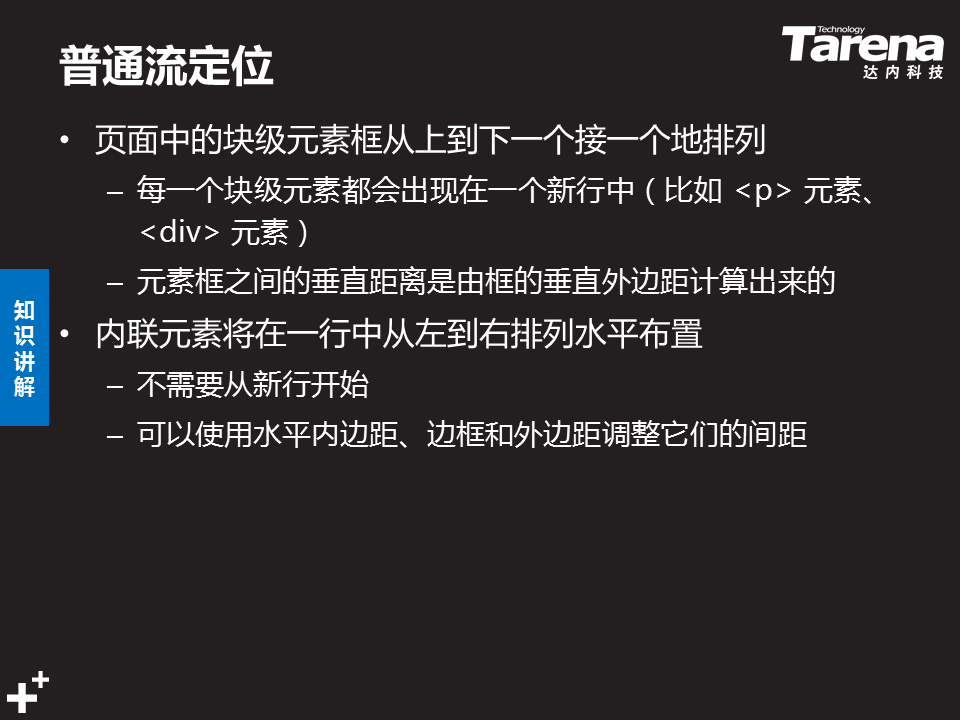 普通流定位
Technology
Tarena
达内科技
• 页面中的块级元素框从上到下一个接一个地排列
– 每一个块级元素都会出现在一个新行中（比如 <p> 元素、
<div> 元素）
– 元素框之间的垂直距离是由框的垂直外边距计算出来的
知识讲解
• 内联元素将在一行中从左到右排列水平布置
– 不需要从新行开始
– 可以使用水平内边距、边框和外边距调整它们的间距